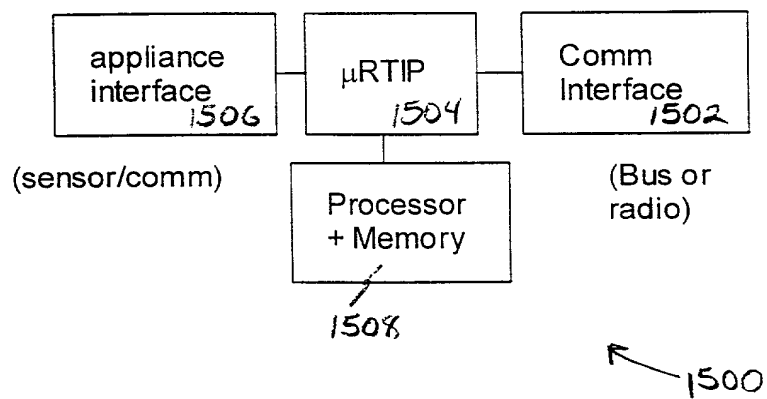 appliance
interface
1506
μRTIP
1504
Comm
Interface
1502
(sensor/comm)
(Bus or
radio)
Processor
+ Memory
1508
1500